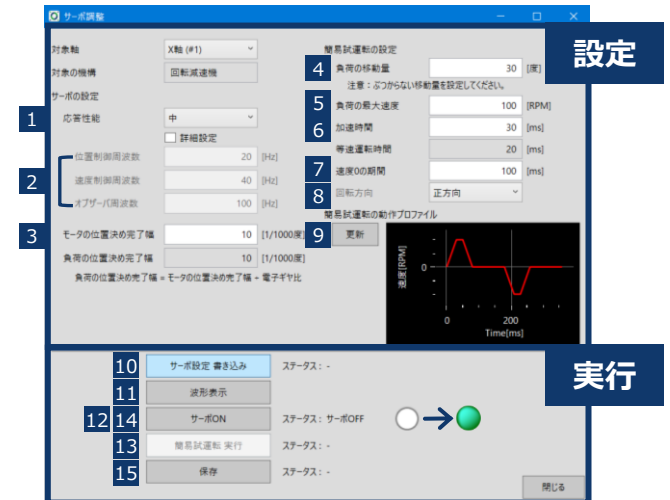 サーボ調整
設定
対象軸 X軸 (#1)
対象の機構 回転減速機
サーボの設定
1 応答性能 中
詳細設定
2
位置制御周波数 20 [Hz]
速度制御周波数 40 [Hz]
オブザーバ周波数 100 [Hz]
3 モータの位置決め完了幅 10 [1/1000度]
負荷の位置決め完了幅 10 [1/1000度]
負荷の位置決め完了幅 = モータの位置決め完了幅 ÷ 電子ギヤ比
簡易試運転の設定
4 負荷の移動量 30 [度]
注意：ぶつからない移動量を設定してください。
5 負荷の最大速度 100 [RPM]
6 加速時間 30 [ms]
等速運転時間 20 [ms]
7 速度0の期間 100 [ms]
8 回転方向 正方向
簡易試運転の動作プロファイル
9 更新
速度[RPM]
0
0 200
Time[ms]
実行
10 サーボ設定 書き込み ステータス： -
11 波形表示
12 14 サーボON ステータス： サーボOFF
13 簡易試運転 実行 ステータス： -
15 保存 ステータス： -
閉じる